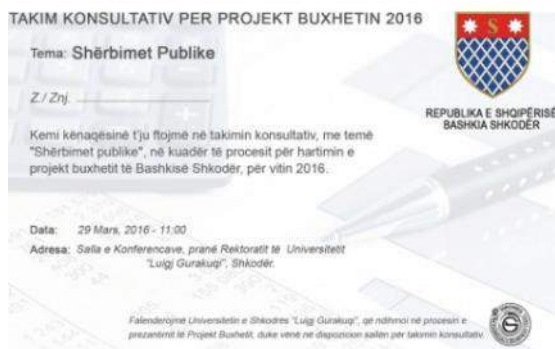 TAKIM KONSULTATIV PER PROJEKT BUXHETIN 2016
Tema: Shërbimet Publike
Z./ Znj.
S
REPUBLIKA E SHQIPËRISË
BASHKIA SHKODËR
Kemi kënaqësinë t'ju ftojmë në takimin konsultativ, me temë
"Shërbimet publike", në kuadër të procesit për hartimin e
projekt buxhetit të Bashkisë Shkodër, për vitin 2016.
Data: 29 Mars, 2016 - 11:00
Adresa: Salla e Konferencave, pranë Rektoratit të Universitetit
"Luigj Gurakuqi", Shkodër.
Falenderojmë Universitetin e Shkodrës "Luigj Gurakuqi", që ndihmoi në procesin e
prezantimit të Projekt Buxhetit, duke vënë në dispozicion sallën për takimin konsultativ.